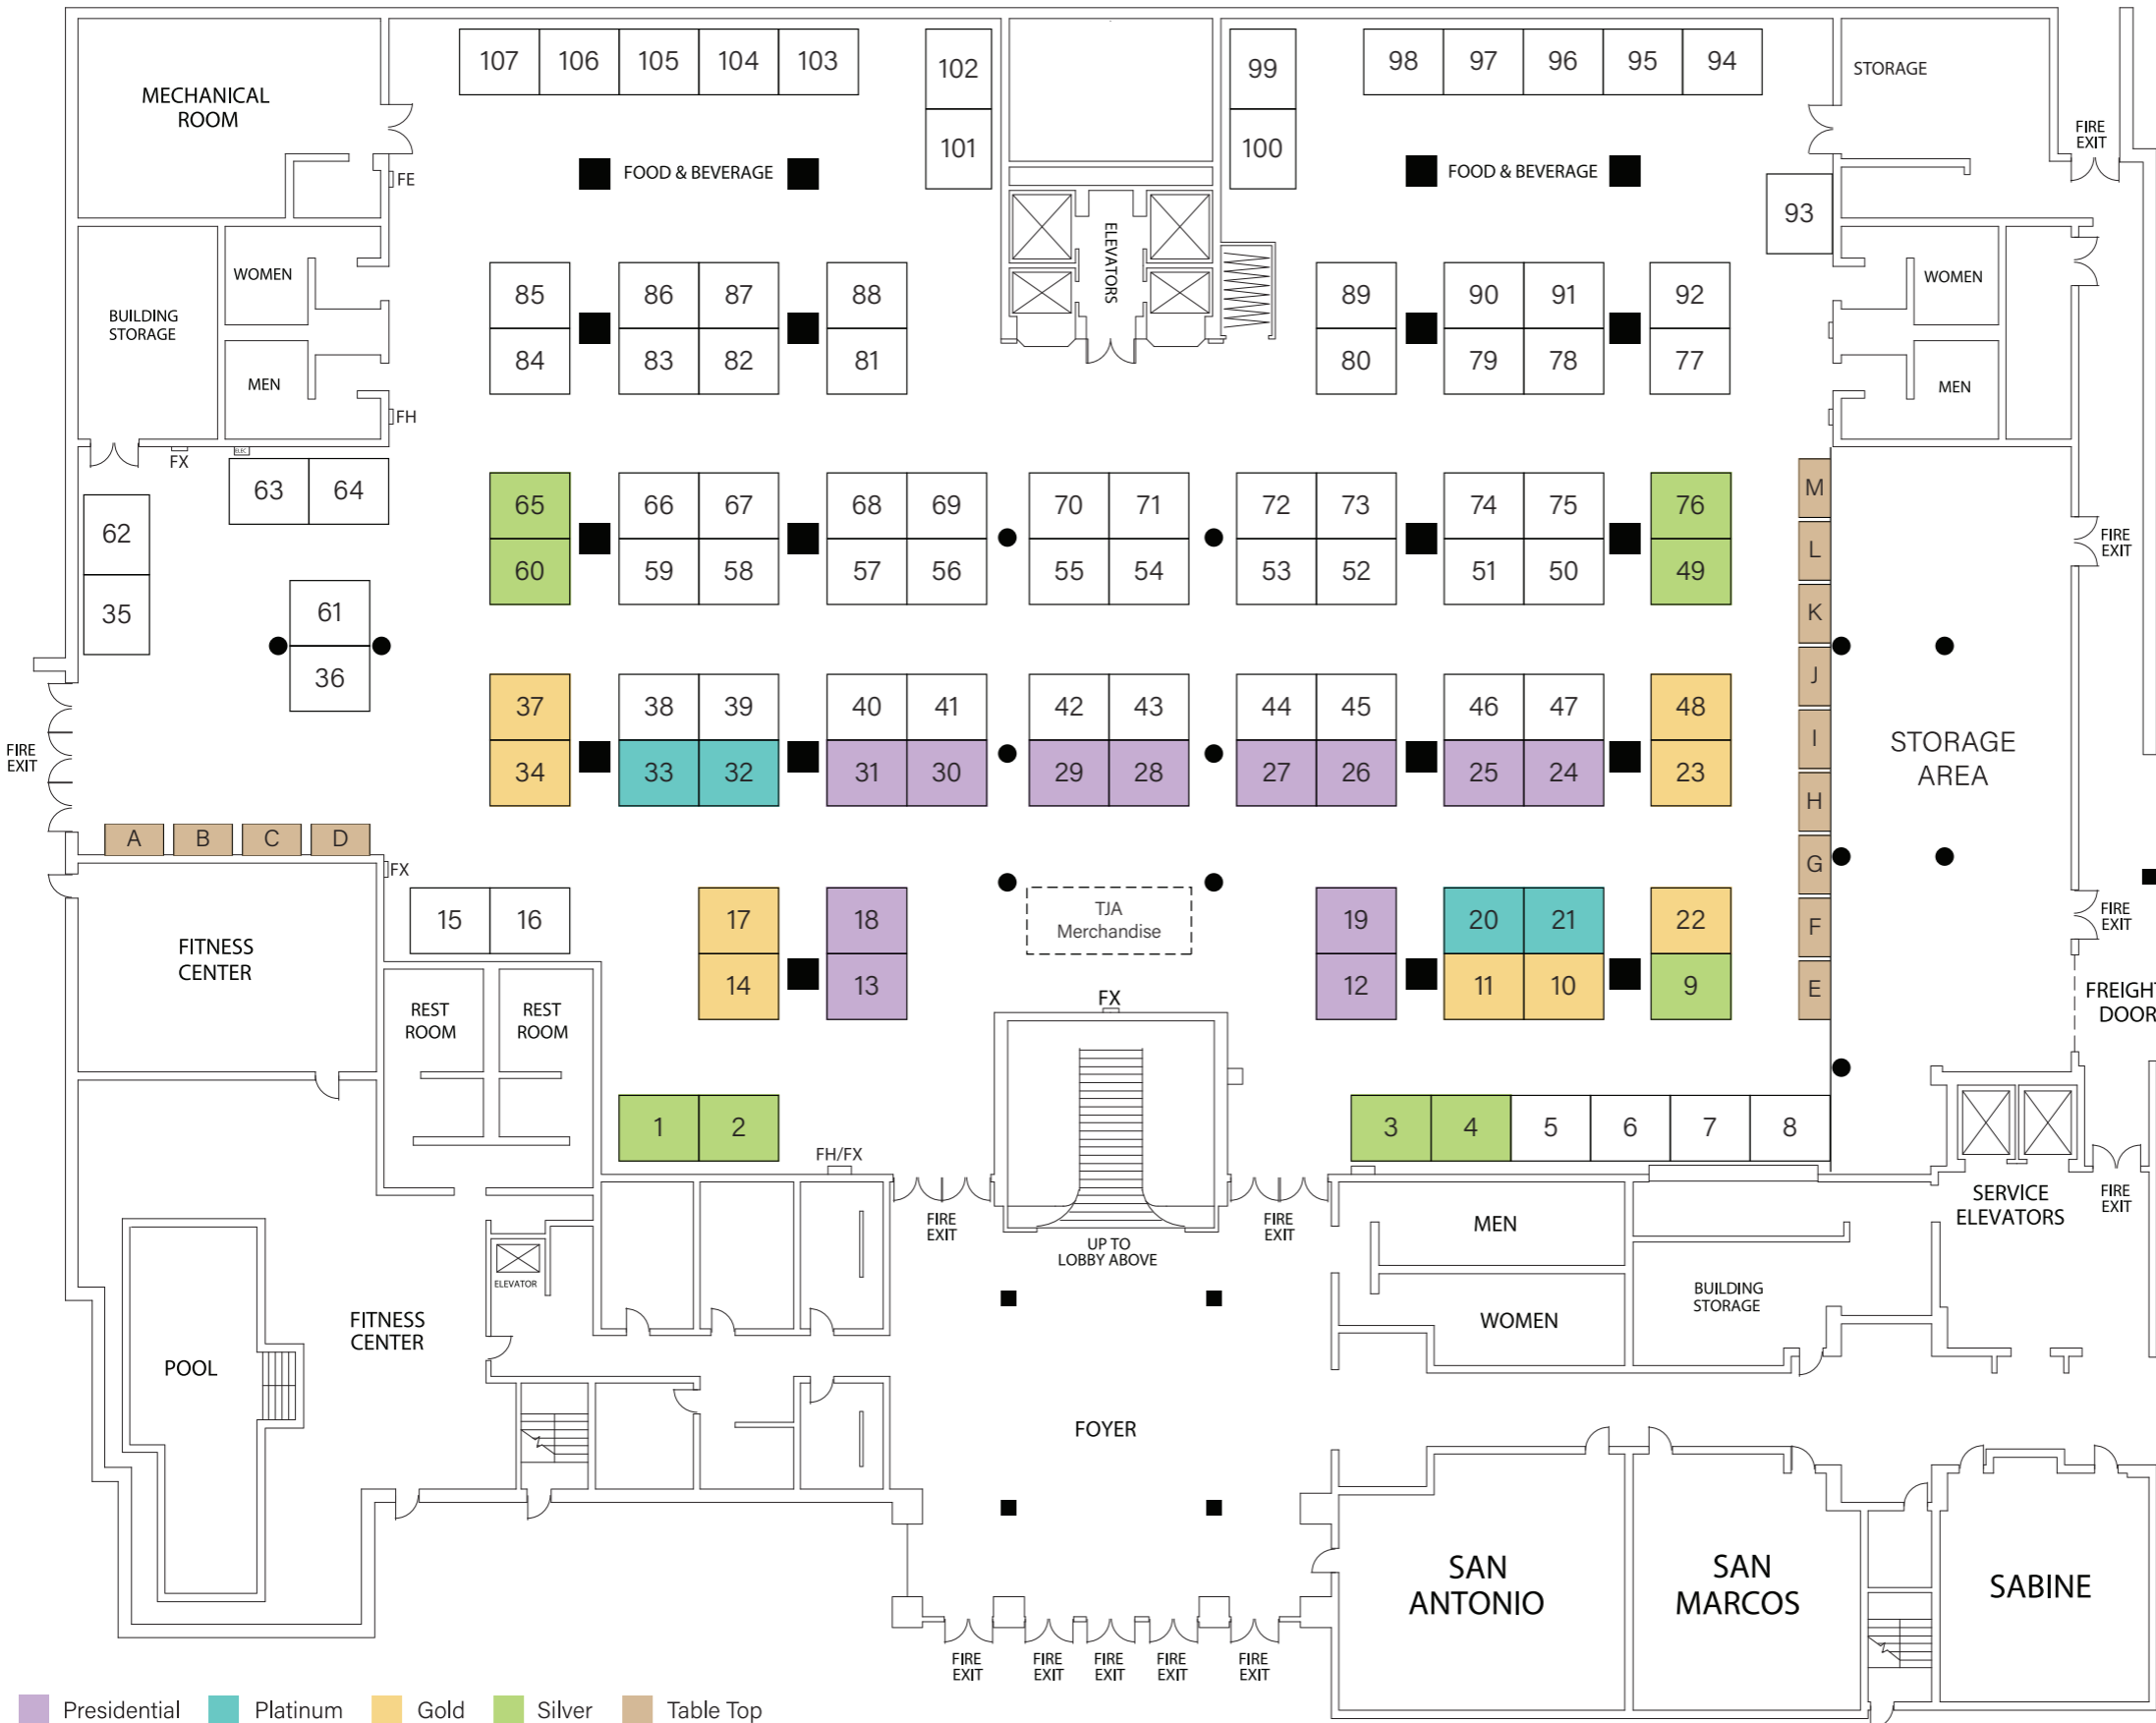 107 106 105 104 103
102
99
98 97 96 95 94
STORAGE
MECHANICAL
ROOM
FIRE
EXIT
101
100
FE
FOOD & BEVERAGE
FOOD & BEVERAGE
93
ELEVATORS
WOMEN
WOMEN
85 86 87 88
89 90 91 92
BUILDING
STORAGE
84 83 82 81
80 79 78 77
MEN
MEN
FH
FX
ELEC
63 64
65 66 67 68 69 70 71 72 73 74 75 76
M
62
FIRE
EXIT
L
60 59 58 57 56 55 54 53 52 51 50 49
35
61
K
36
J
37 38 39 40 41 42 43 44 45 46 47 48
I
STORAGE
AREA
FIRE
EXIT
34 33 32 31 30 29 28 27 26 25 24 23
H
A B C D
FX
G
15 16
17 18
TJA
Merchandise
19 20 21 22
F
FIRE
EXIT
FITNESS
CENTER
14 13
12 11 10 9
E
FREIGHT
DOOR
REST
ROOM
REST
ROOM
FX
1 2
3 4 5 6 7 8
FH/FX
FIRE
EXIT
FIRE
EXIT
UP TO
LOBBY ABOVE
MEN
SERVICE
ELEVATORS
FIRE
EXIT
ELEVATOR
BUILDING
STORAGE
FITNESS
CENTER
WOMEN
POOL
FOYER
SAN
ANTONIO
SAN
MARCOS
SABINE
FIRE
EXIT
FIRE
EXIT
FIRE
EXIT
FIRE
EXIT
FIRE
EXIT
Presidential Platinum Gold Silver Table Top